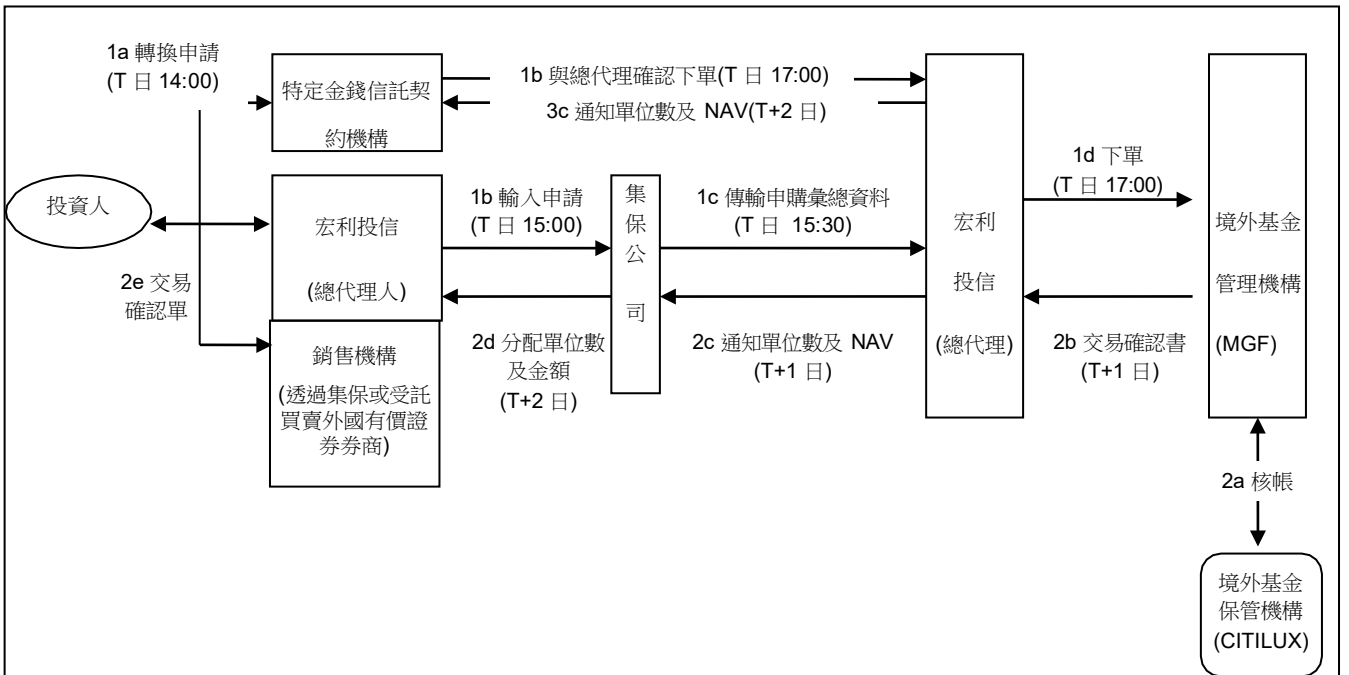 1a 轉換申請
(T 日 14:00)
特定金錢信託契
約機構
1b 與總代理確認下單(T 日 17:00)
3c 通知單位數及 NAV(T+2 日)
投資人
宏利投信
(總代理人)
1b 輸入申請
(T 日 15:00)
集
保
公
司
1c 傳輸申購彙總資料
(T 日 15:30)
宏利
投信
(總代理)
1d 下單
(T 日 17:00)
境外基金
管理機構
(MGF)
2e 交易
確認單
銷售機構
(透過集保或受託
買賣外國有價證
券券商)
2d 分配單位數
及金額
(T+2 日)
2c 通知單位數及 NAV
(T+1 日)
2b 交易確認書
(T+1 日)
2a 核帳
境外基金
保管機構
(CITILUX)